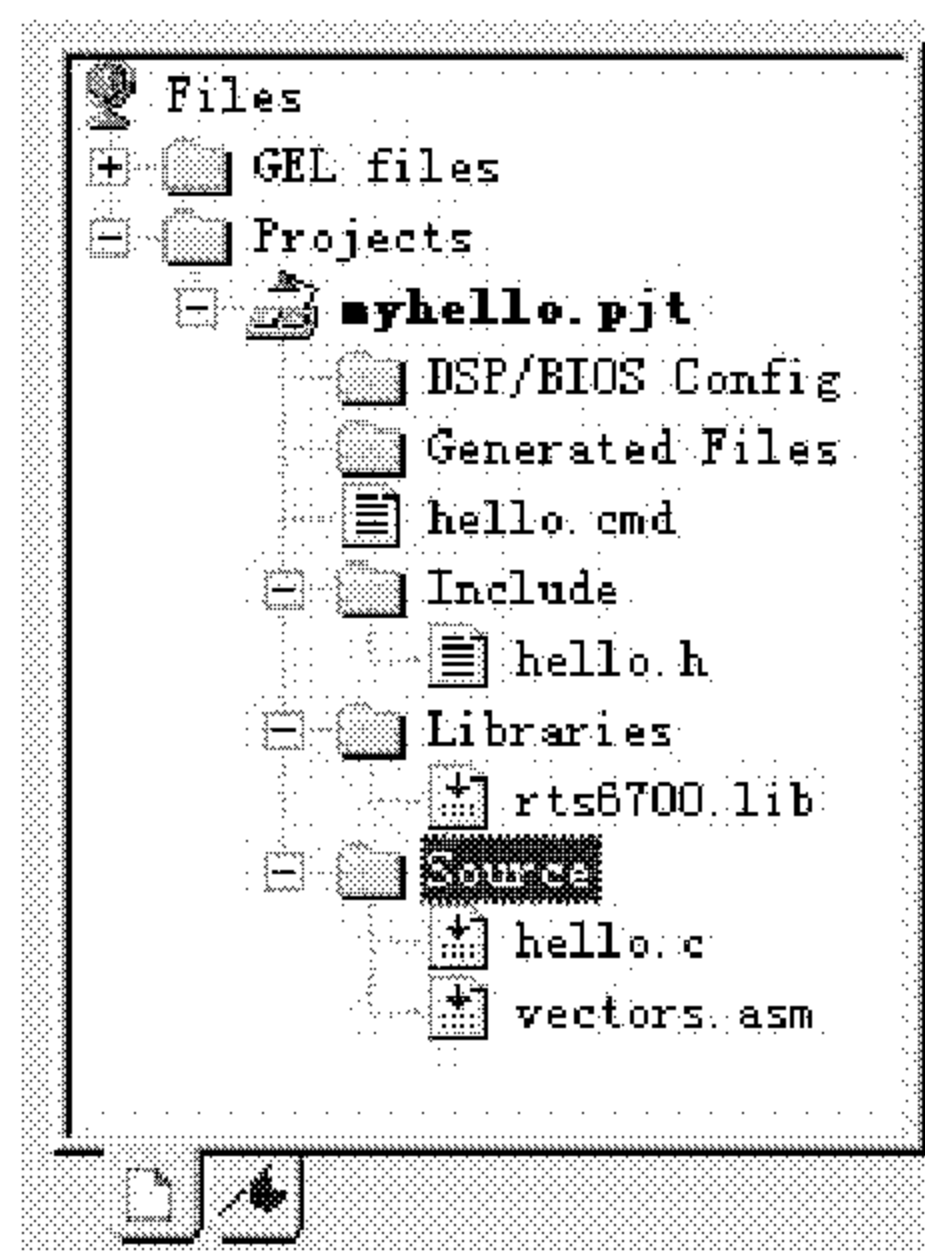 Files
GEL files
Projects
myhello.pjt
DSP/BIOS Config
Generated Files
hello.cmd
Include
hello.h
Libraries
rts6700.lib
Source
hello.c
vectors.asm